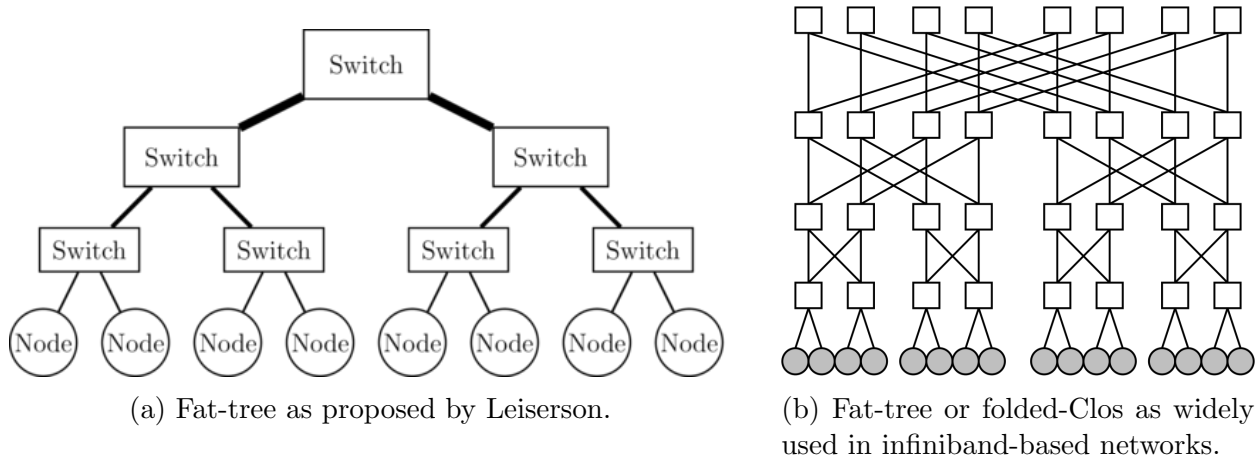 Switch
Switch Switch
Switch Switch Switch Switch
Node Node Node Node Node Node Node Node
(a) Fat-tree as proposed by Leiserson.
(b) Fat-tree or folded-Clos as widely
used in infiniband-based networks.